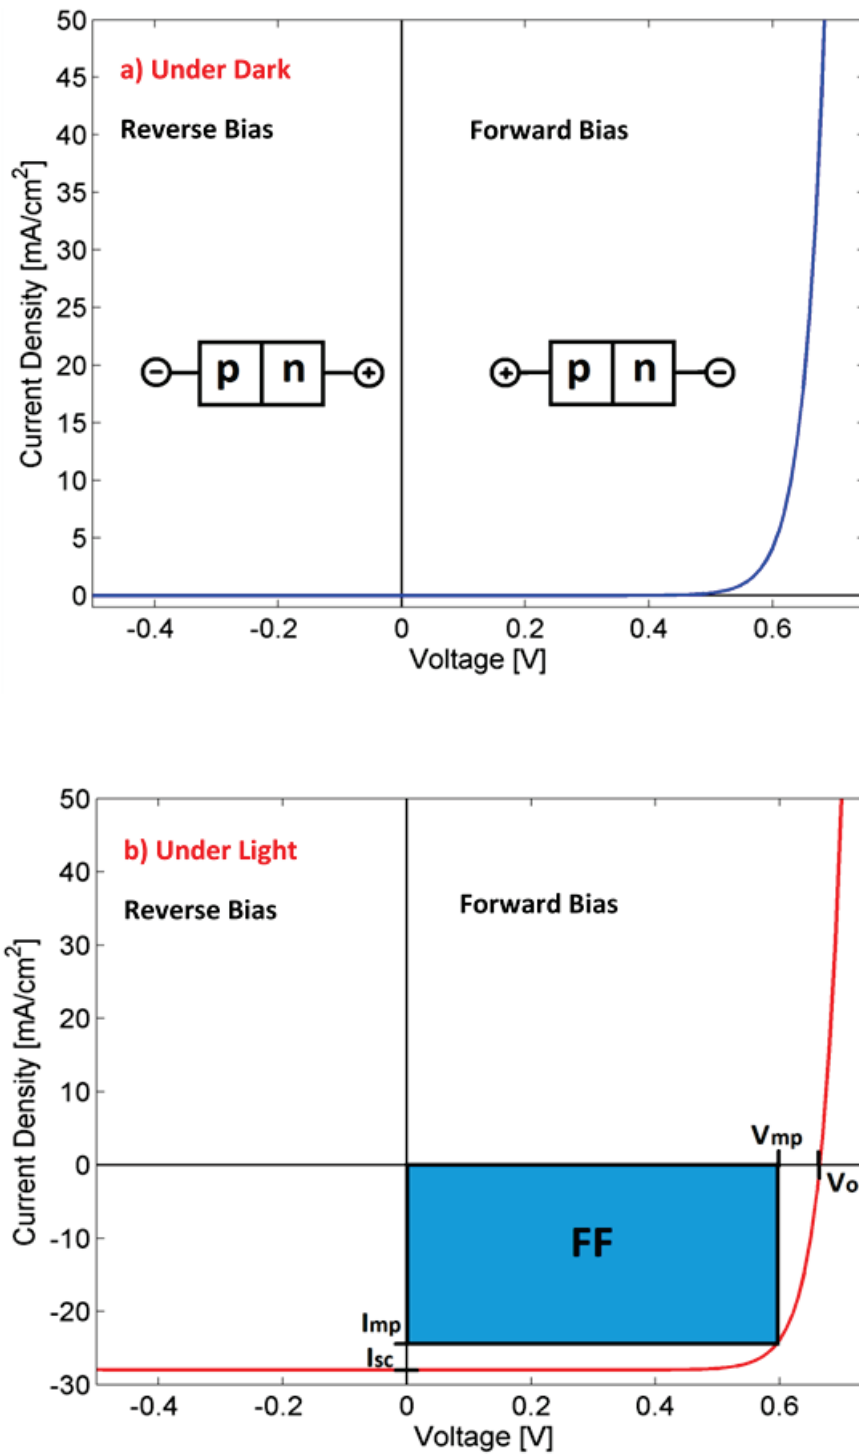 50
a) Under Dark
45
Reverse Bias
Forward Bias
40
35
30
25
20
- p n +
+ p n -
15
10
5
0
-0.4 -0.2 0 0.2 0.4 0.6
Voltage [V]
Current Density [mA/cm²]
50
b) Under Light
40
Reverse Bias
Forward Bias
30
20
10
Vmp
0
Vo
-10
FF
-20
Imp
Isc
-30
-0.4 -0.2 0 0.2 0.4 0.6
Voltage [V]
Current Density [mA/cm²]